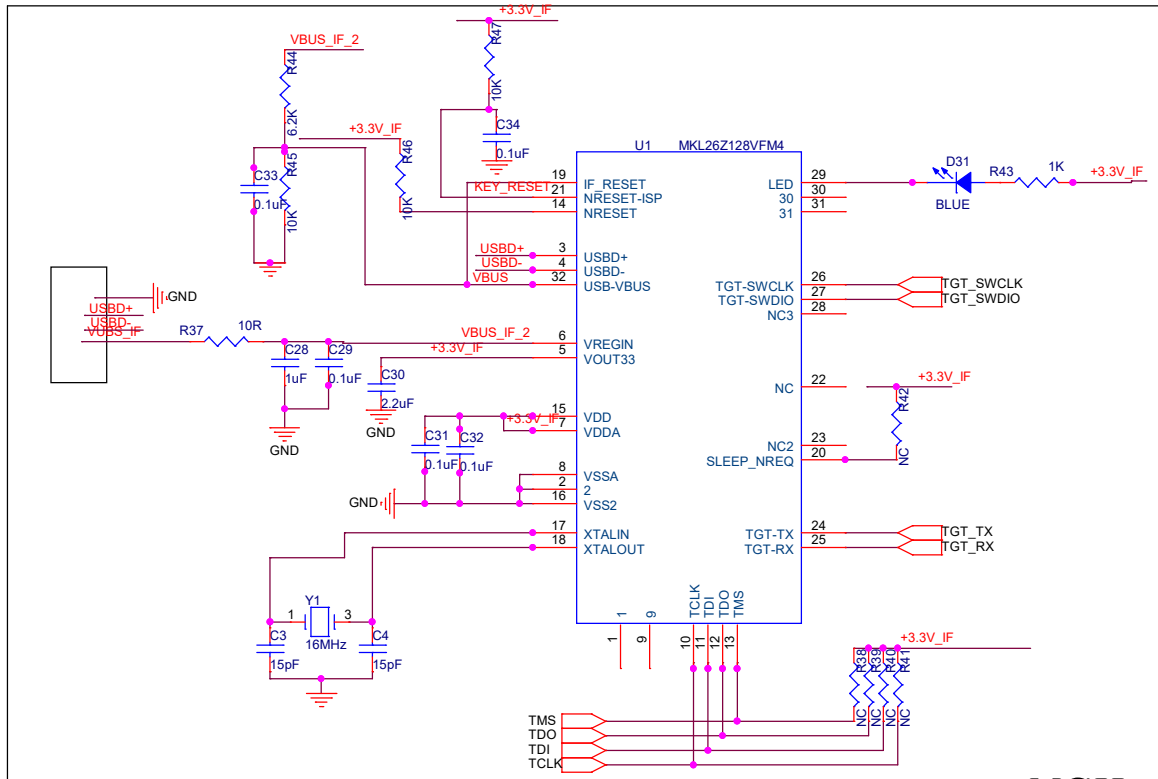 +3.3V_IF
VBUS_IF_2
R47
10K
R44
6.2K
+3.3V_IF
C34
0.1uF
R46
10K
R45
10K
C33
0.1uF
U1 MKL26Z128VFM4
KEY_RESET
19 IF_RESET
21 NRESET-ISP
14 NRESET
USBD+ 3 USBD+
USBD- 4 USBD-
VBUS 32 USB-VBUS
LED 29
30 30
31 31
D31
BLUE
R43 1K
+3.3V_IF
TGT-SWCLK 26 TGT_SWCLK
TGT-SWDIO 27 TGT_SWDIO
NC3 28
GND
USBD+
USBD-
VUBS_IF
R37 10R
VBUS_IF_2 6 VREGIN
+3.3V_IF 5 VOUT33
C28
1uF
C29
0.1uF
C30
2.2uF
GND
GND
NC 22
+3.3V_IF
R42
NC
+3.3V_IF
15 VDD
7 VDDA
C31
0.1uF
C32
0.1uF
NC2 23
SLEEP_NREQ 20
8 VSSA
2 2
16 VSS2
GND
17 XTALIN
18 XTALOUT
TGT-TX 24 TGT_TX
TGT-RX 25 TGT_RX
Y1
1 3
16MHz
C3
15pF
C4
15pF
1 9 TCLK TDI TDO TMS
1 9 10 11 12 13
+3.3V_IF
R38 R39 R40 R41
NC NC NC NC
TMS
TDO
TDI
TCLK